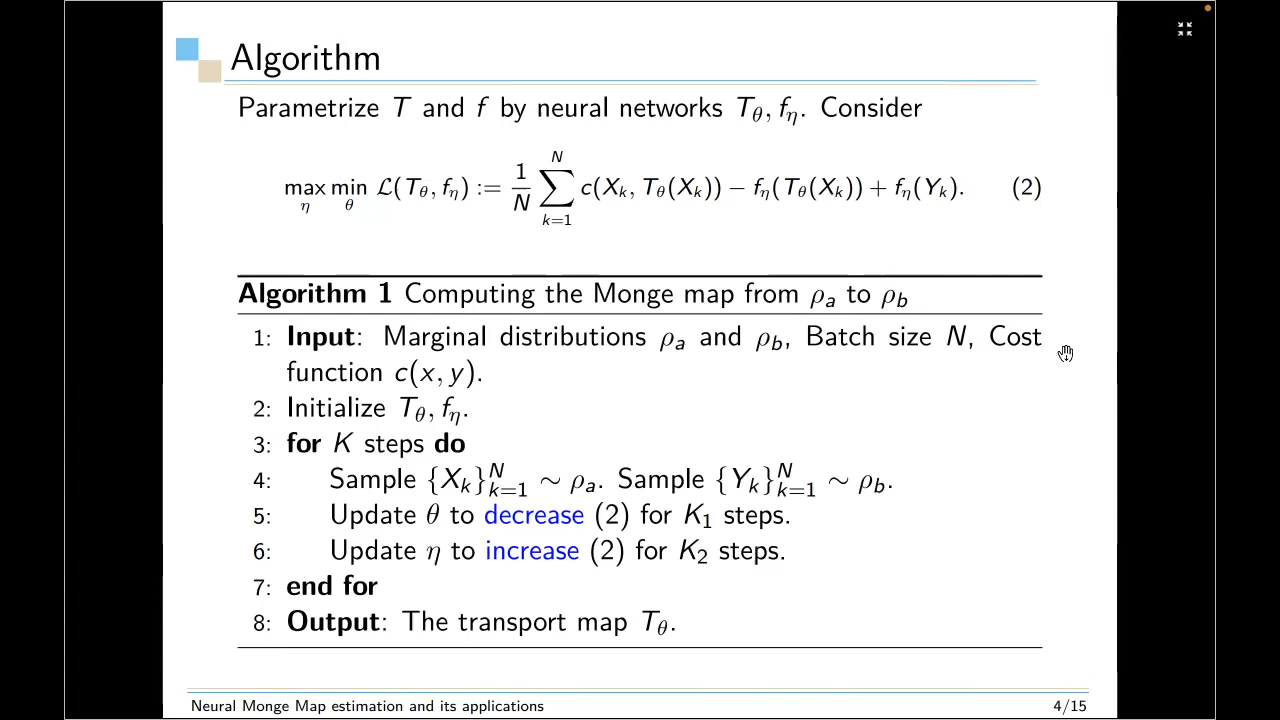 Algorithm
Parametrize T and f by neural networks T_θ, f_η. Consider
max_η min_θ ℒ(T_θ, f_η) := 1/N ∑_{k=1}^{N} c(X_k, T_θ(X_k)) − f_η(T_θ(X_k)) + f_η(Y_k). (2)
Algorithm 1 Computing the Monge map from ρ_a to ρ_b
1: Input: Marginal distributions ρ_a and ρ_b, Batch size N, Cost
function c(x, y).
2: Initialize T_θ, f_η.
3: for K steps do
4: Sample {X_k}_{k=1}^{N} ∼ ρ_a. Sample {Y_k}_{k=1}^{N} ∼ ρ_b.
5: Update θ to decrease (2) for K_1 steps.
6: Update η to increase (2) for K_2 steps.
7: end for
8: Output: The transport map T_θ.
Neural Monge Map estimation and its applications 4/15